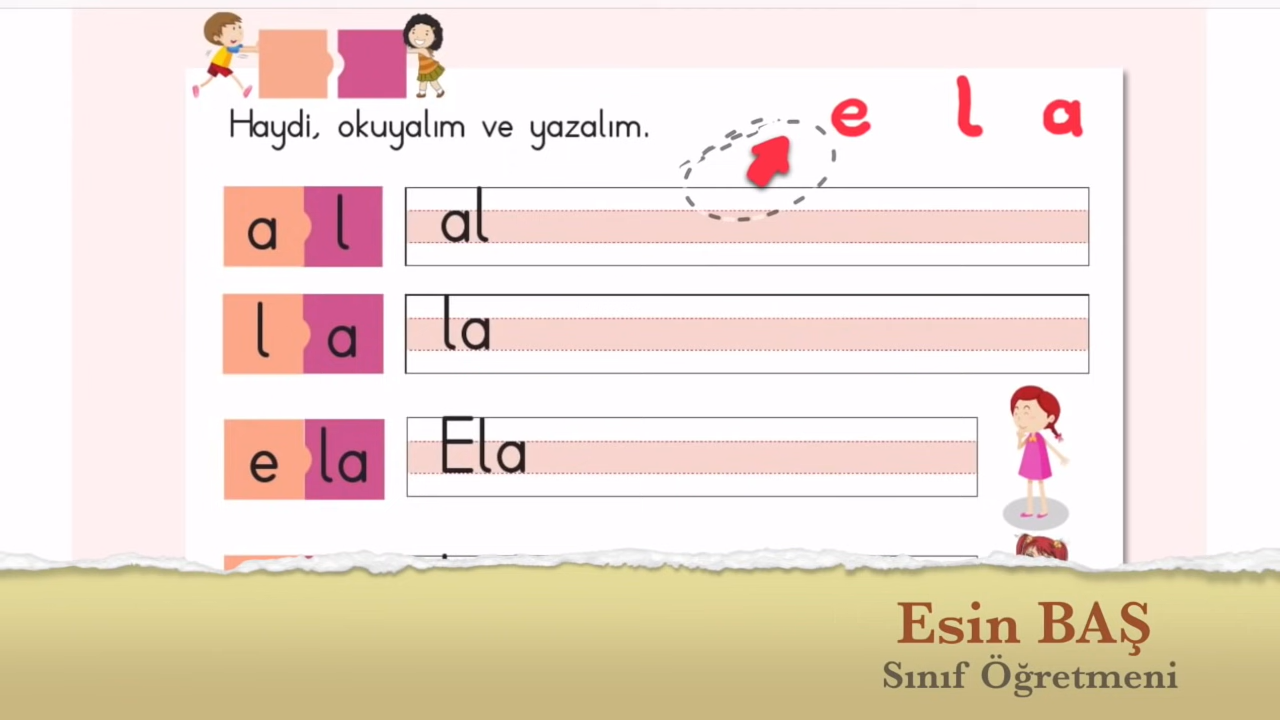 e l a
Haydi, okuyalım ve yazalım.
a l al
l a la
e la Ela
Esin BAŞ
Sınıf Öğretmeni